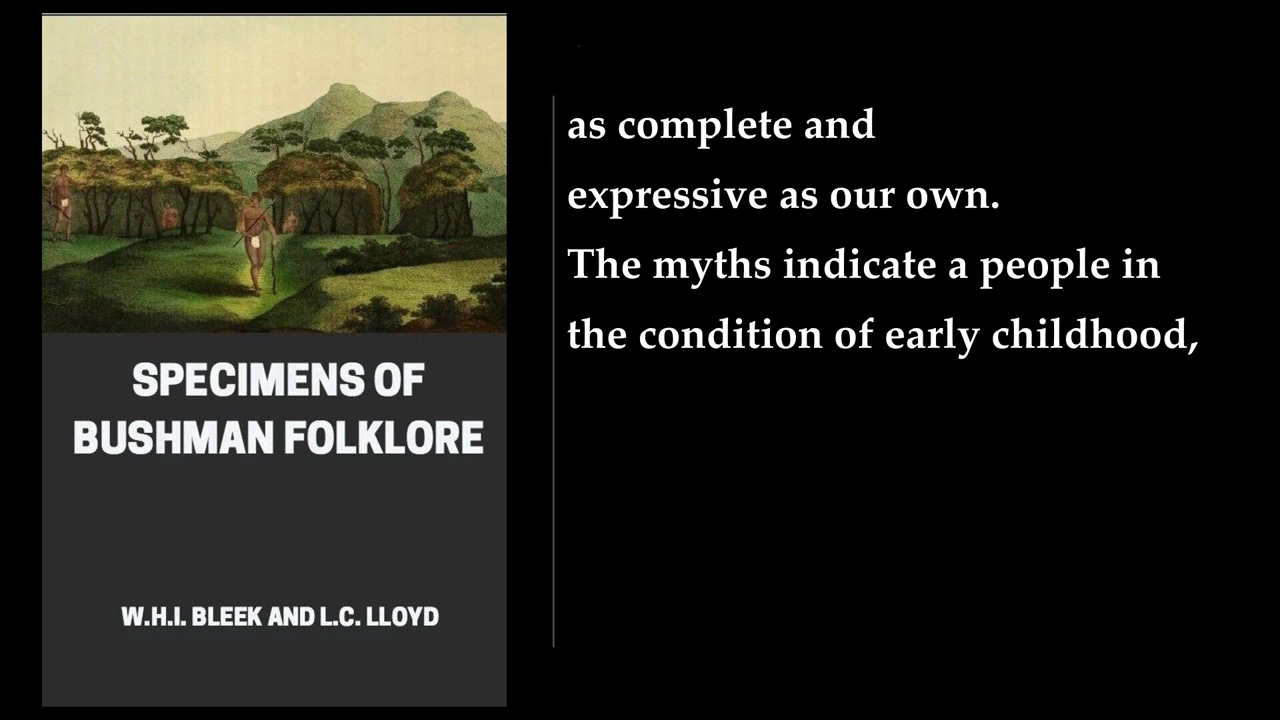 SPECIMENS OF
BUSHMAN FOLKLORE
W.H.I. BLEEK AND L.C. LLOYD
as complete and
expressive as our own.
The myths indicate a people in
the condition of early childhood,